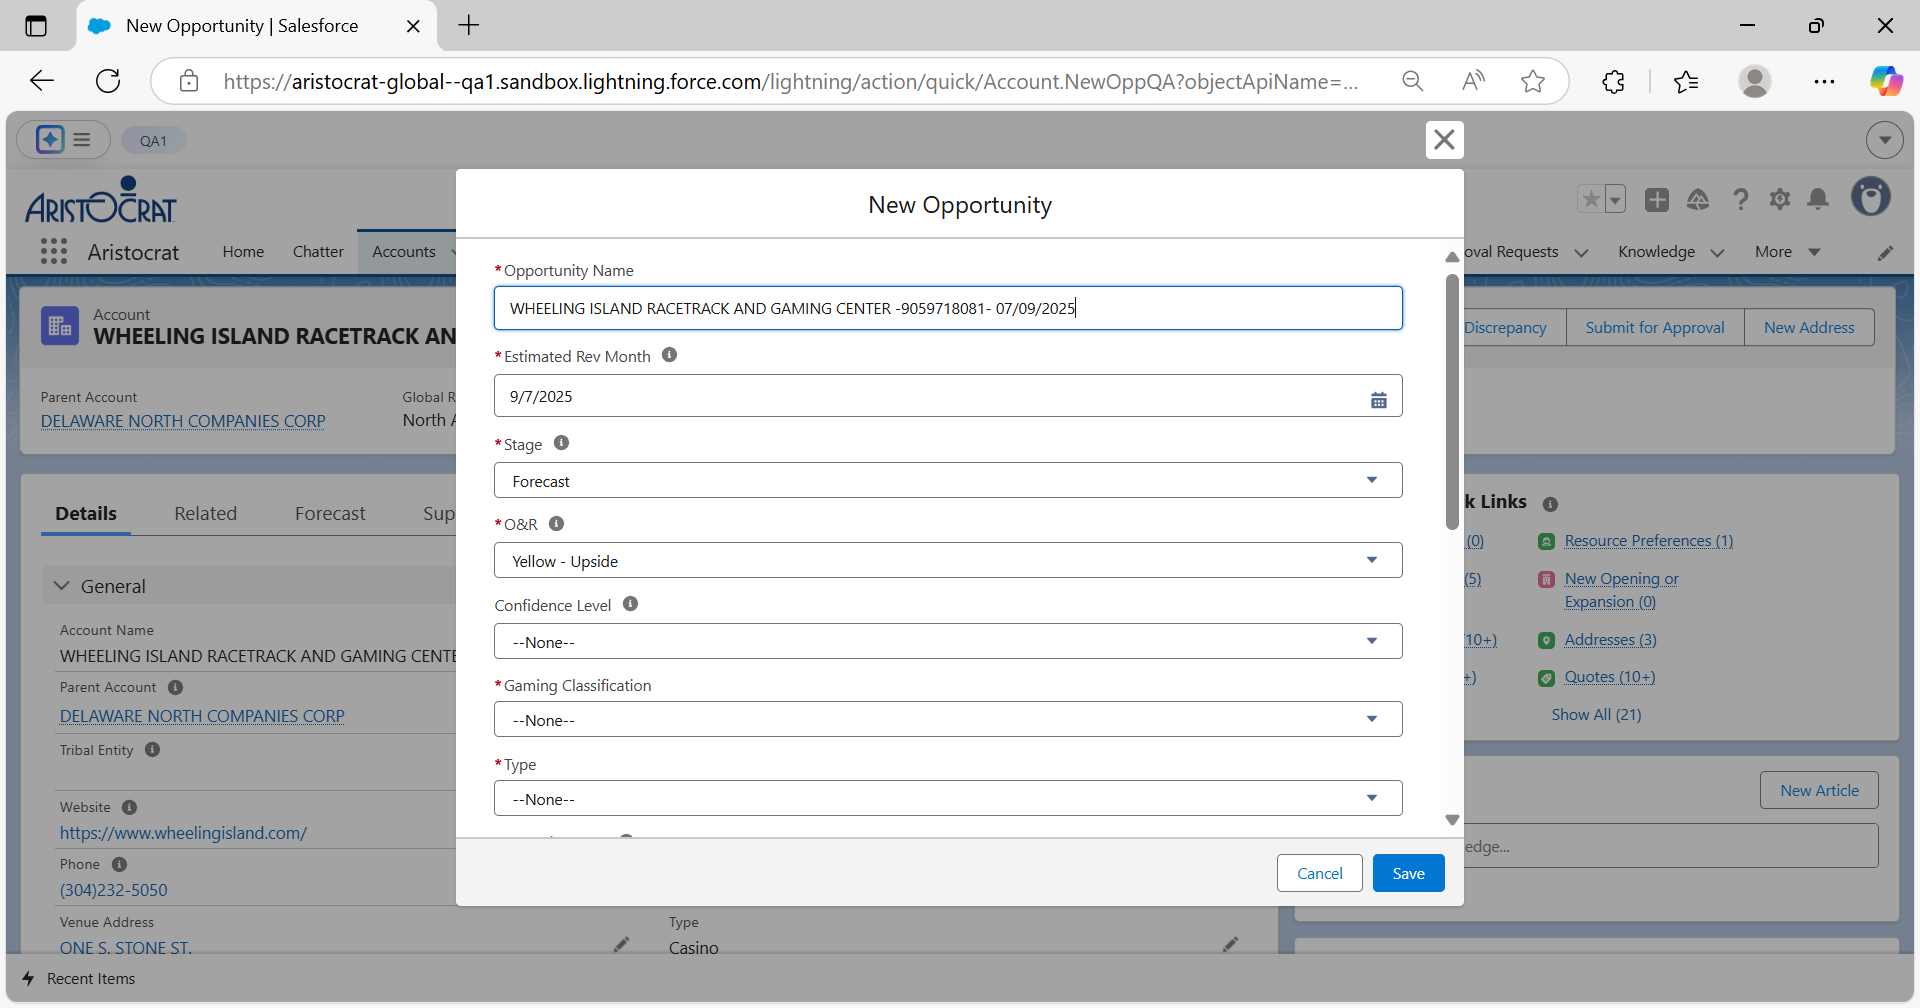 New Opportunity | Salesforce
https://aristocrat-global--qa1.sandbox.lightning.force.com/lightning/action/quick/Account.NewOppQA?objectApiName=...
QA1
ARISTOCRAT
Aristocrat
Home
Chatter
Accounts
oval Requests
Knowledge
More
Account
WHEELING ISLAND RACETRACK AN
Discrepancy
Submit for Approval
New Address
Parent Account
DELAWARE NORTH COMPANIES CORP
Global R
North A
Details
Related
Forecast
Sup
General
Account Name
WHEELING ISLAND RACETRACK AND GAMING CENTE
Parent Account
DELAWARE NORTH COMPANIES CORP
Tribal Entity
Website
https://www.wheelingisland.com/
Phone
(304)232-5050
Venue Address
ONE S. STONE ST.
Type
Casino
New Opportunity
*Opportunity Name
WHEELING ISLAND RACETRACK AND GAMING CENTER -9059718081- 07/09/2025
*Estimated Rev Month
9/7/2025
*Stage
Forecast
*O&R
Yellow - Upside
Confidence Level
--None--
*Gaming Classification
--None--
*Type
--None--
Cancel
Save
k Links
(0)
Resource Preferences (1)
(5)
New Opening or
Expansion (0)
10+)
Addresses (3)
+)
Quotes (10+)
Show All (21)
New Article
edge...
Recent Items